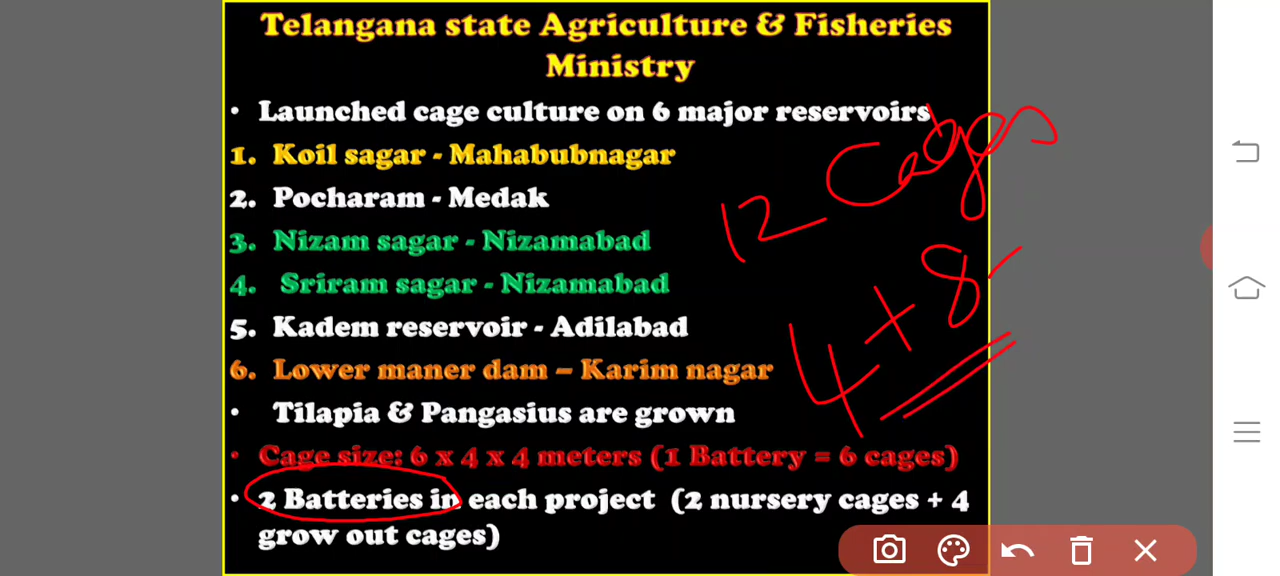 Telangana state Agriculture & Fisheries
Ministry
• Launched cage culture on 6 major reservoirs
1. Koil sagar - Mahabubnagar
2. Pocharam - Medak
3. Nizam sagar - Nizamabad
4. Sriram sagar - Nizamabad
5. Kadem reservoir - Adilabad
6. Lower maner dam – Karim nagar
• Tilapia & Pangasius are grown
• Cage size: 6 x 4 x 4 meters (1 Battery = 6 cages)
• 2 Batteries in each project (2 nursery cages + 4
grow out cages)
12 Cages
4 + 8